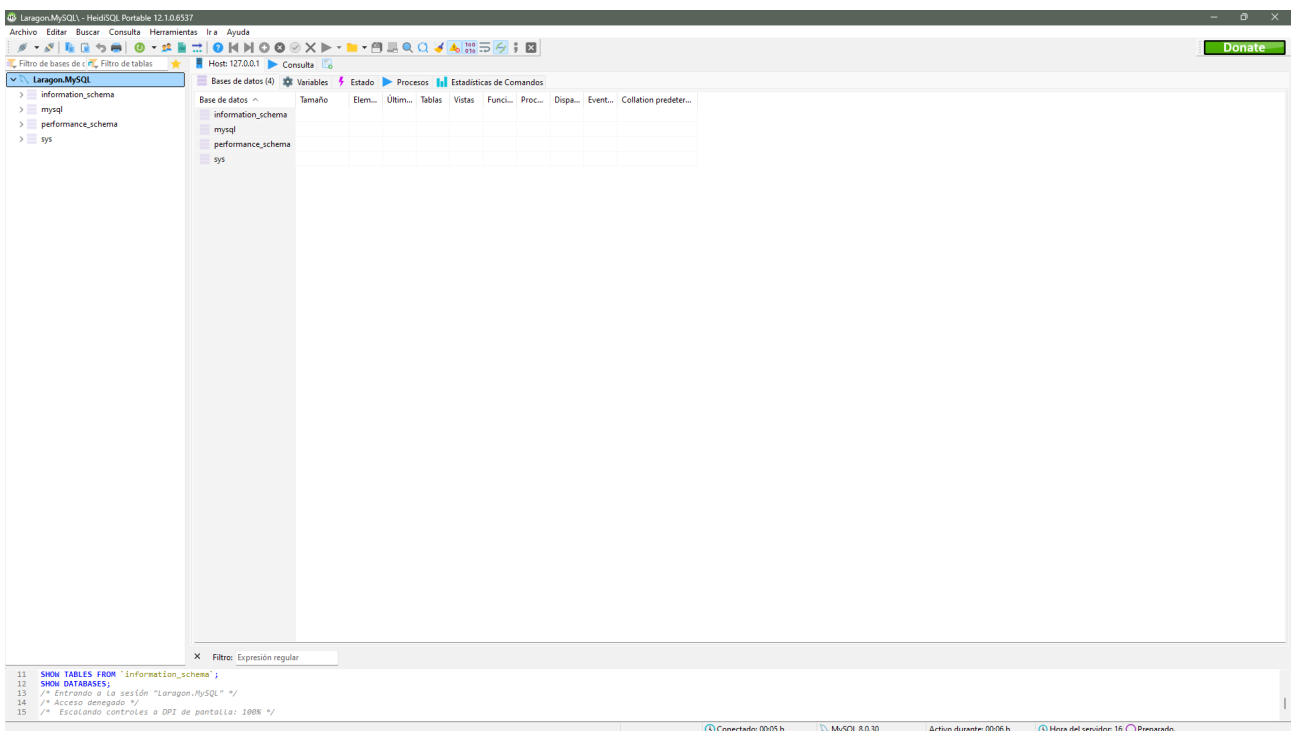 Laragon.MySQL\ - HeidiSQL Portable 12.1.0.6537
Archivo Editar Buscar Consulta Herramientas Ir a Ayuda
Donate
Filtro de bases de c Filtro de tablas
Host: 127.0.0.1 Consulta
Laragon.MySQL
information_schema
mysql
performance_schema
sys
Bases de datos (4) Variables Estado Procesos Estadísticas de Comandos
Base de datos Tamaño Elem... Últim... Tablas Vistas Funci... Proc... Dispa... Event... Collation predeter...
information_schema
mysql
performance_schema
sys
Filtro: Expresión regular
11 SHOW TABLES FROM `information_schema`;
12 SHOW DATABASES;
13 /* Entrando a la sesión "Laragon.MySQL" */
14 /* Acceso denegado */
15 /* Escalando controles a DPI de pantalla: 100% */
Conectado: 00:05 h MySQL 8.0.30 Activo durante: 00:06 h Hora del servidor: 16: Preparado.